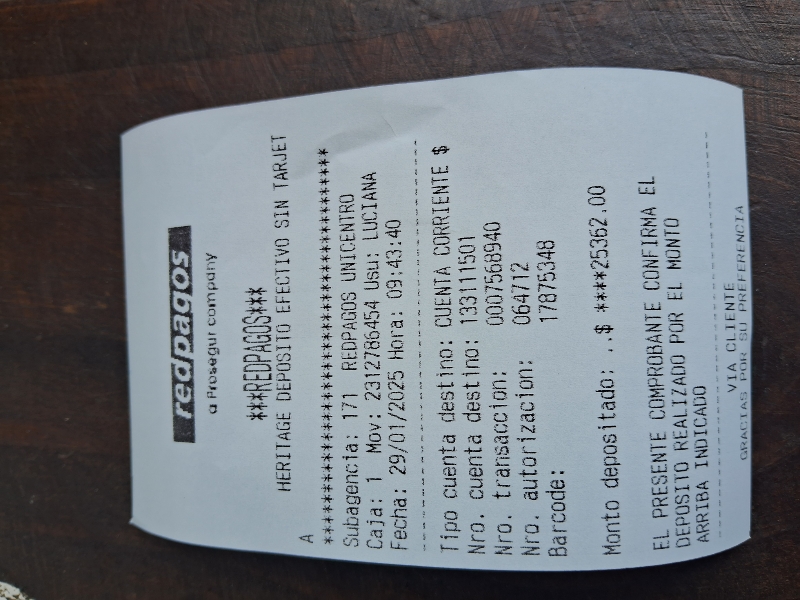 redpagos
a Prosegur company
***REDPAGOS***
HERITAGE DEPOSITO EFECTIVO SIN TARJET
A
*************************************
Subagencia: 171 REDPAGOS UNICENTRO
Caja: 1 Mov: 2312786454 Usu: LUCIANA
Fecha: 29/01/2025 Hora: 09:43:40
Tipo cuenta destino: CUENTA CORRIENTE $
Nro. cuenta destino: 133111501
Nro. transaccion: 0007568940
Nro. autorizacion: 064712
Barcode: 17875348
Monto depositado: ..$ ****25362.00
EL PRESENTE COMPROBANTE CONFIRMA EL
DEPOSITO REALIZADO POR EL MONTO
ARRIBA INDICADO
VIA CLIENTE
GRACIAS POR SU PREFERENCIA